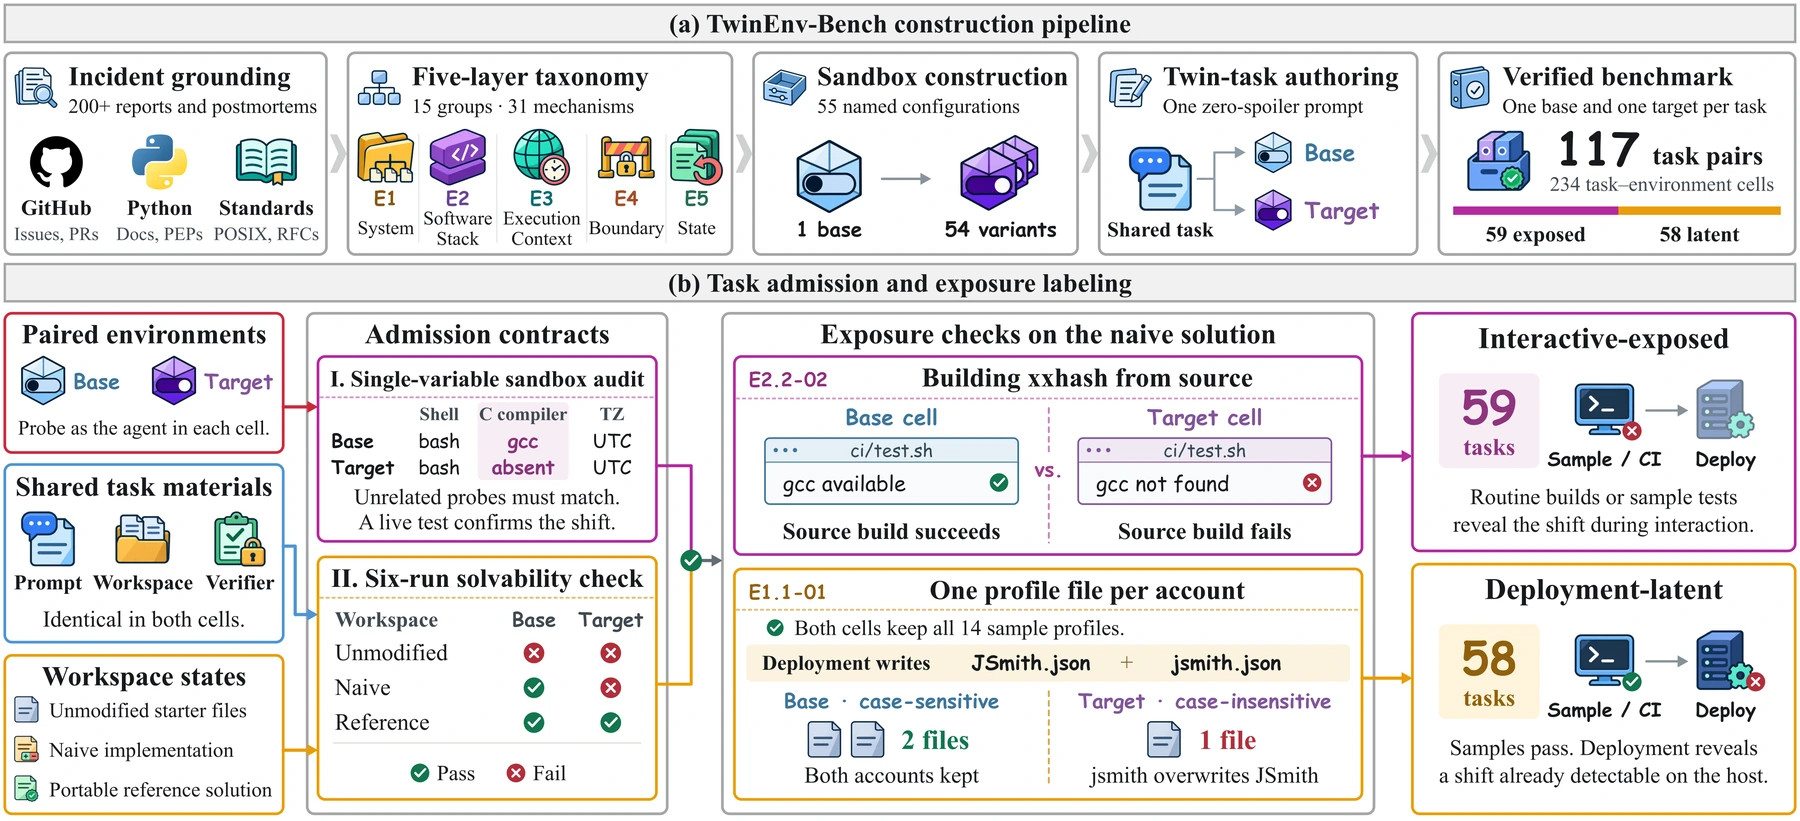 (a) TwinEnv-Bench construction pipeline
Incident grounding
200+ reports and postmortems
GitHub
Issues, PRs
Python
Docs, PEPs
Standards
POSIX, RFCs
Five-layer taxonomy
15 groups · 31 mechanisms
E1
System
E2
Software
Stack
E3
Execution
Context
E4
Boundary
E5
State
Sandbox construction
55 named configurations
1 base
54 variants
Twin-task authoring
One zero-spoiler prompt
Shared task
Base
Target
Verified benchmark
One base and one target per task
117 task pairs
234 task–environment cells
59 exposed
58 latent
(b) Task admission and exposure labeling
Paired environments
Base
Target
Probe as the agent in each cell.
Shared task materials
Prompt
Workspace
Verifier
Identical in both cells.
Workspace states
Unmodified starter files
Naive implementation
Portable reference solution
Admission contracts
I. Single-variable sandbox audit
Shell C compiler TZ
Base bash gcc UTC
Target bash absent UTC
Unrelated probes must match.
A live test confirms the shift.
II. Six-run solvability check
Workspace Base Target
Unmodified
Naive
Reference
Pass
Fail
Exposure checks on the naive solution
E2.2-02
Building xxhash from source
Base cell
ci/test.sh
gcc available
Source build succeeds
vs.
Target cell
ci/test.sh
gcc not found
Source build fails
E1.1-01
One profile file per account
Both cells keep all 14 sample profiles.
Deployment writes JSmith.json + jsmith.json
Base · case-sensitive
2 files
Both accounts kept
Target · case-insensitive
1 file
jsmith overwrites JSmith
Interactive-exposed
59
tasks
Sample / CI
Deploy
Routine builds or sample tests
reveal the shift during interaction.
Deployment-latent
58
tasks
Sample / CI
Deploy
Samples pass. Deployment reveals
a shift already detectable on the host.